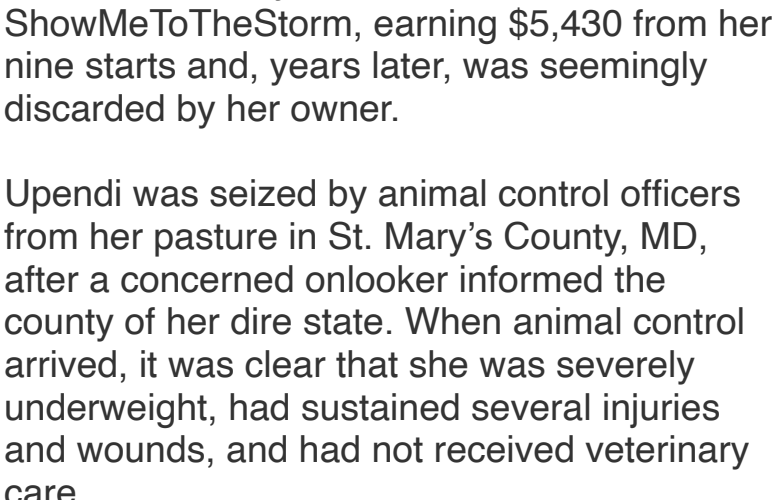 ShowMeToTheStorm, earning $5,430 from her
nine starts and, years later, was seemingly
discarded by her owner.
Upendi was seized by animal control officers
from her pasture in St. Mary’s County, MD,
after a concerned onlooker informed the
county of her dire state. When animal control
arrived, it was clear that she was severely
underweight, had sustained several injuries
and wounds, and had not received veterinary
care